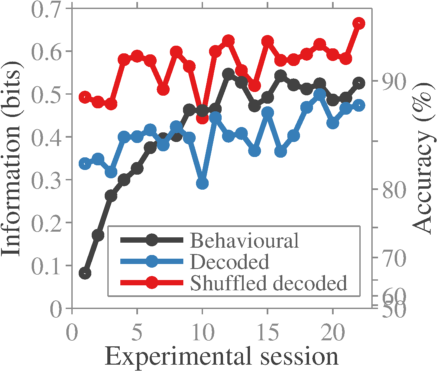 0.7
0.6
0.5
0.4
0.3
0.2
0.1
0
Information (bits)
90
80
70
60
50
Accuracy (%)
Behavioural
Decoded
Shuffled decoded
0 5 10 15 20
Experimental session